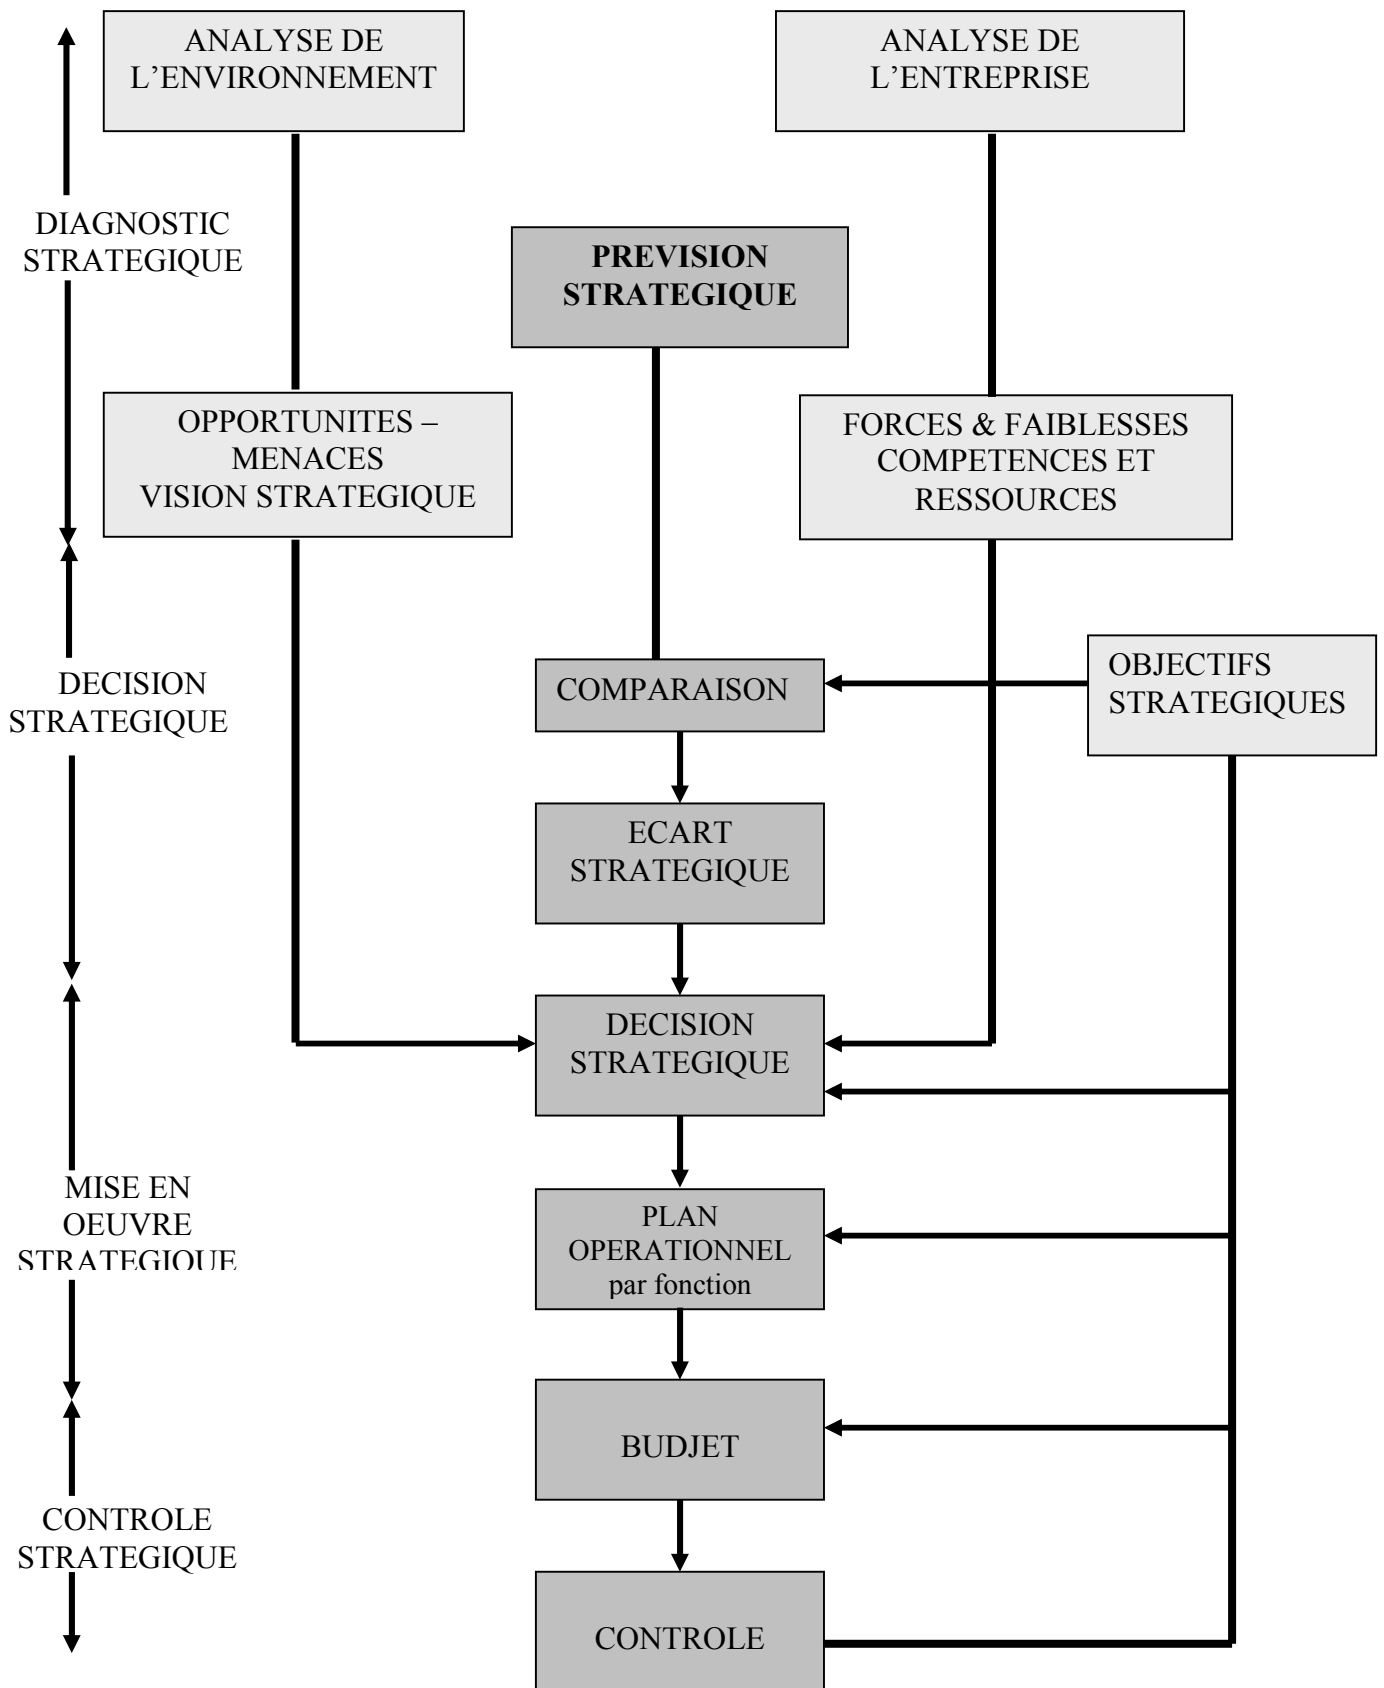 ANALYSE DE
L’ENVIRONNEMENT
ANALYSE DE
L’ENTREPRISE
DIAGNOSTIC
STRATEGIQUE
PREVISION
STRATEGIQUE
OPPORTUNITES –
MENACES
VISION STRATEGIQUE
FORCES & FAIBLESSES
COMPETENCES ET
RESSOURCES
DECISION
STRATEGIQUE
COMPARAISON
OBJECTIFS
STRATEGIQUES
ECART
STRATEGIQUE
DECISION
STRATEGIQUE
MISE EN
OEUVRE
STRATEGIQUE
PLAN
OPERATIONNEL
par fonction
BUDJET
CONTROLE
STRATEGIQUE
CONTROLE